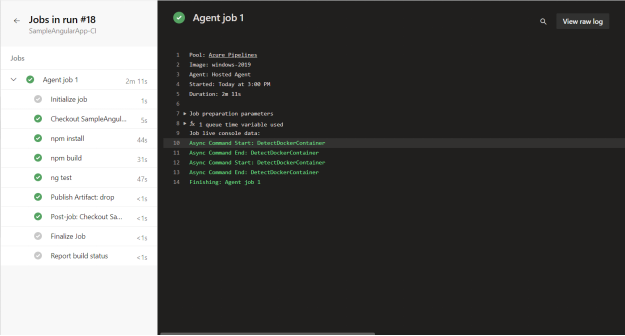 Jobs in run #18
SampleAngularApp-CI
Jobs
Agent job 1 2m 11s
Initialize job 1s
Checkout SampleAngul... 5s
npm install 44s
npm build 31s
ng test 47s
Publish Artifact: drop <1s
Post-job: Checkout Sa... <1s
Finalize Job <1s
Report build status <1s
Agent job 1
View raw log
1 Pool: Azure Pipelines
2 Image: windows-2019
3 Agent: Hosted Agent
4 Started: Today at 3:00 PM
5 Duration: 2m 11s
6
7 Job preparation parameters
8 1 queue time variable used
9 Job live console data:
10 Async Command Start: DetectDockerContainer
11 Async Command End: DetectDockerContainer
12 Async Command Start: DetectDockerContainer
13 Async Command End: DetectDockerContainer
14 Finishing: Agent job 1